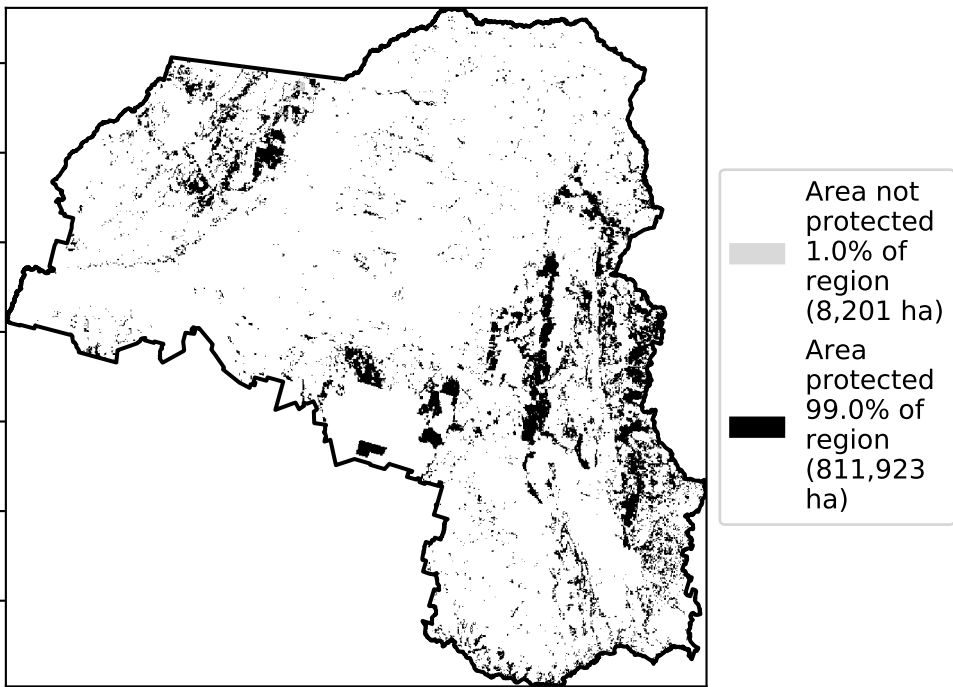 Area not
protected
1.0% of
region
(8,201 ha)
Area
protected
99.0% of
region
(811,923
ha)